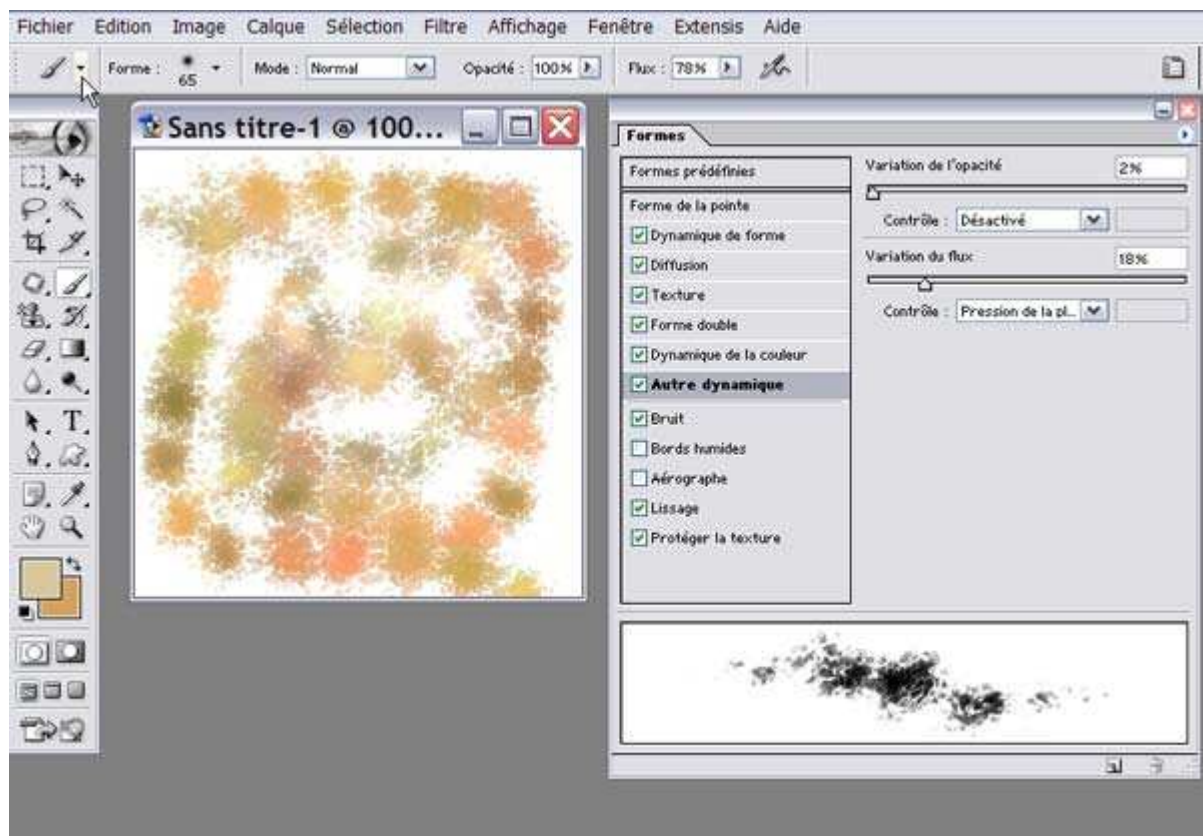 Fichier Edition Image Calque Sélection Filtre Affichage Fenêtre Extensis Aide
Forme : 65 Mode : Normal Opacité : 100% Flux : 78%
Sans titre-1 @ 100...
Formes
Formes prédéfinies
Forme de la pointe
Dynamique de forme
Diffusion
Texture
Forme double
Dynamique de la couleur
Autre dynamique
Bruit
Bords humides
Aérographe
Lissage
Protéger la texture
Variation de l'opacité 2%
Contrôle : Désactivé
Variation du flux 18%
Contrôle : Pression de la pl...